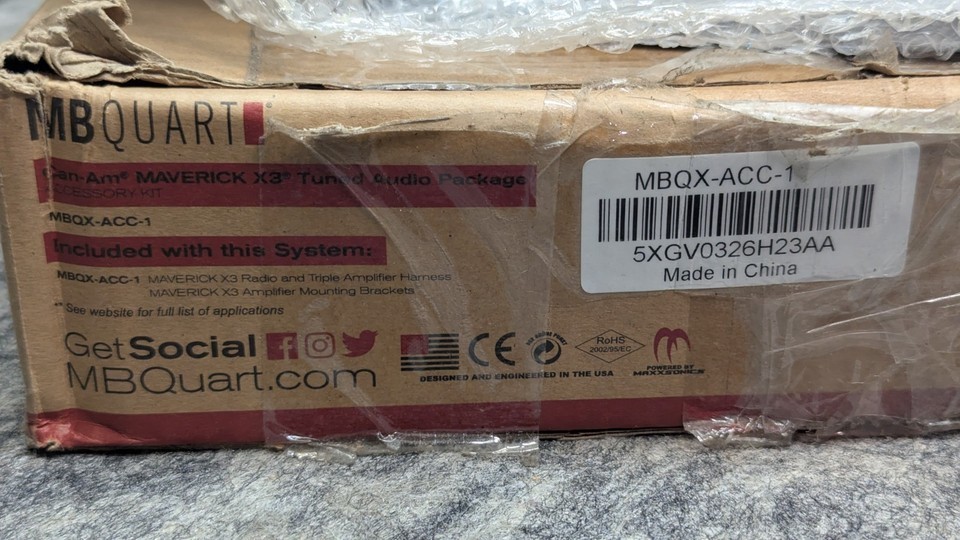 MB QUART
Can-Am® MAVERICK X3® Tuned Audio Package
ACCESSORY KIT
MBQX-ACC-1
Included with this System:
MBQX-ACC-1 MAVERICK X3 Radio and Triple Amplifier Harness
MAVERICK X3 Amplifier Mounting Brackets
** See website for full list of applications
GetSocial
MBQuart.com
CE
RoHS
2002/95/EC
DESIGNED AND ENGINEERED IN THE USA
POWERED BY
MAXXSONICS
MBQX-ACC-1
5XGV0326H23AA
Made in China